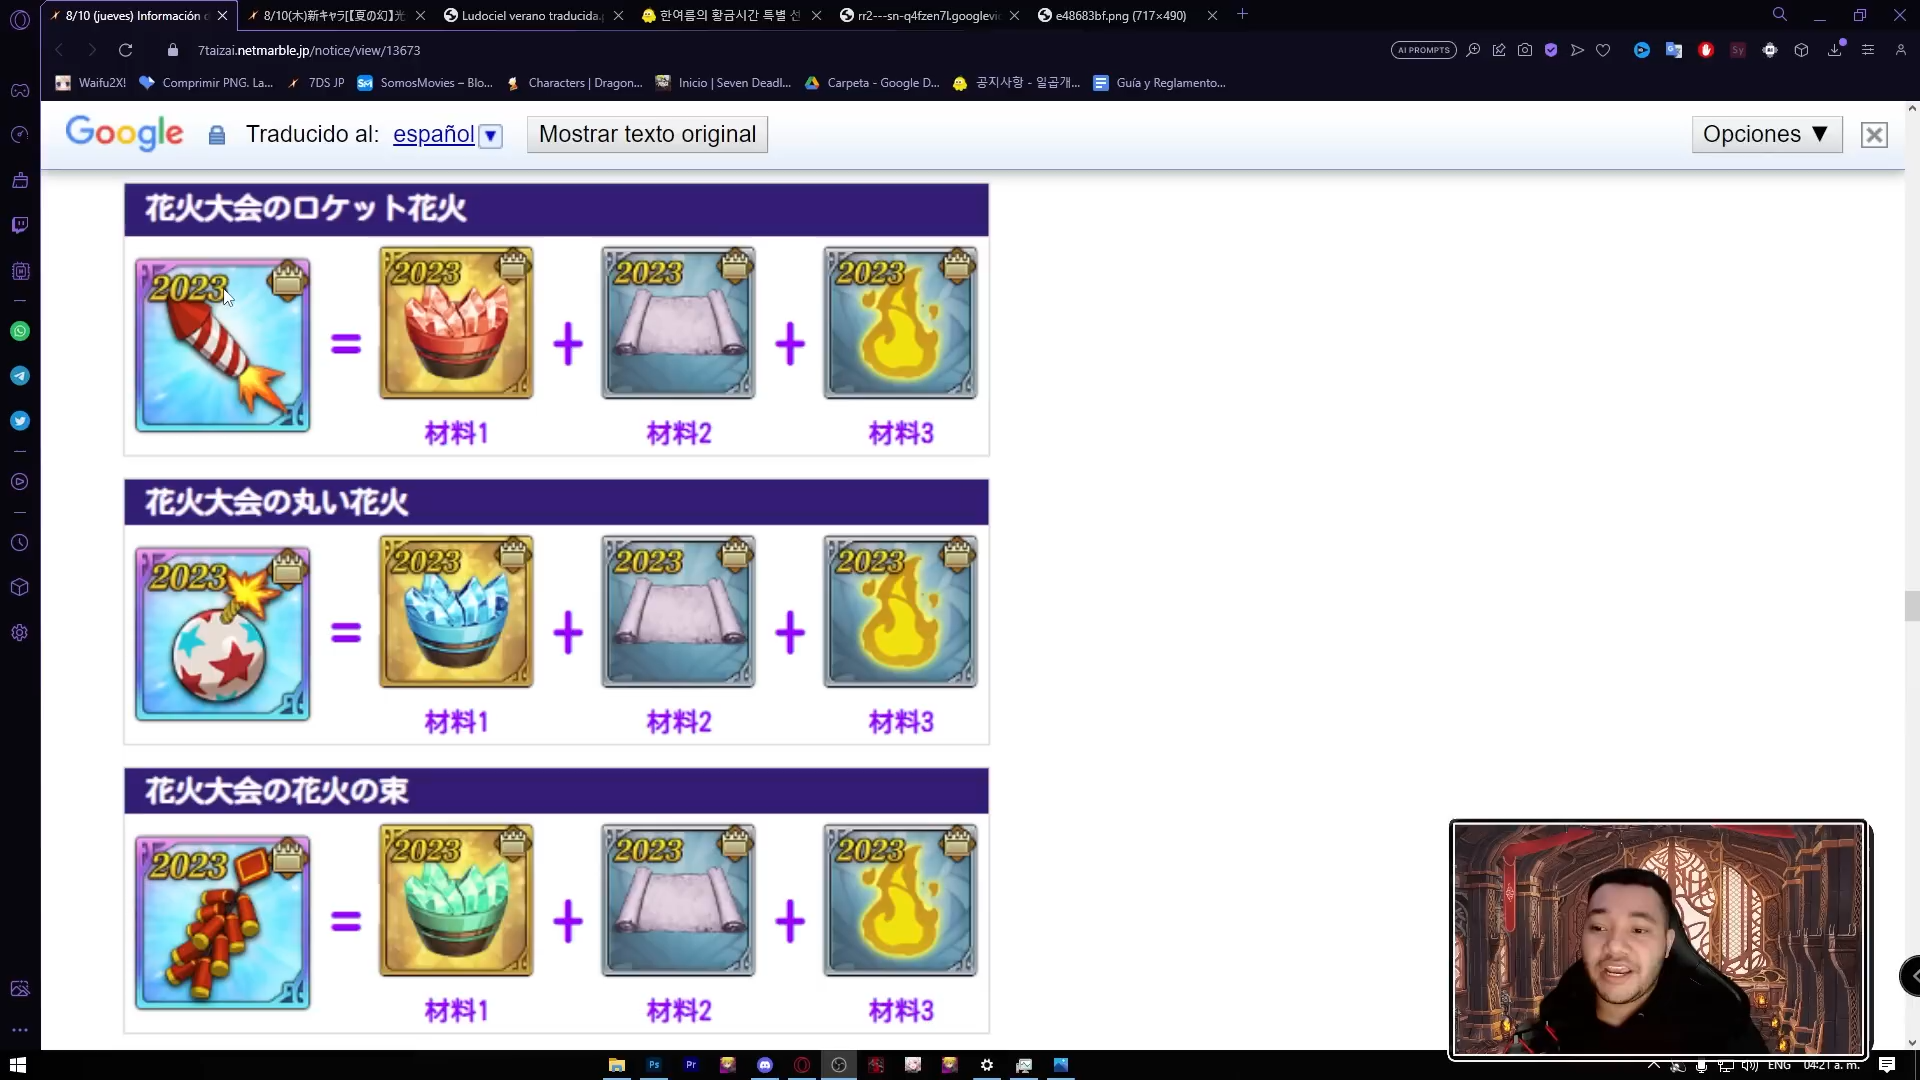 8/10 (jueves) Información
8/10(木)新キャラ[【夏の幻】光
Ludociel verano traducida.
한여름의 황금시간 특별 선
rr2---sn-q4fzen7l.googlevi
e48683bf.png (717×490)
7taizai.netmarble.jp/notice/view/13673
AI PROMPTS
Waifu2X!
Comprimir PNG. La...
7DS JP
SM
SomosMovies – Blo...
Characters | Dragon...
Inicio | Seven Deadl...
Carpeta - Google D...
공지사항 - 일곱개...
Guía y Reglamento...
Google
Traducido al: español
Mostrar texto original
Opciones ▼
花火大会のロケット花火
2023
=
2023
+
2023
+
2023
材料1
材料2
材料3
花火大会の丸い花火
2023
=
2023
+
2023
+
2023
材料1
材料2
材料3
花火大会の花火の束
2023
=
2023
+
2023
+
2023
材料1
材料2
材料3
Ps
Pr
ENG
04:21 a. m.